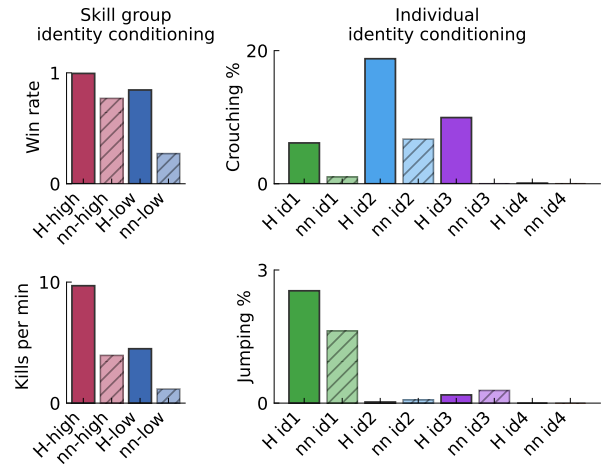 Skill group
identity conditioning
Individual
identity conditioning
Win rate
1
0
H-high
nn-high
H-low
nn-low
Crouching %
20
0
H id1
nn id1
H id2
nn id2
H id3
nn id3
H id4
nn id4
Kills per min
10
0
H-high
nn-high
H-low
nn-low
Jumping %
3
0
H id1
nn id1
H id2
nn id2
H id3
nn id3
H id4
nn id4